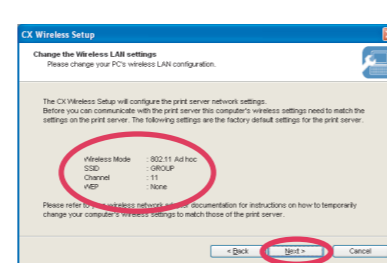 CX Wireless Setup
Change the Wireless LAN settings
Please change your PC's wireless LAN configuration.
The CX Wireless Setup will configure the print server network settings.
Before you can communicate with the print server this computer's wireless settings need to match the
settings on the print server. The following settings are the factory default settings for the print server.
Wireless Mode : 802.11 Ad hoc
SSID : GROUP
Channel : 11
WEP : None
Please refer to your wireless network adapter documentation for instructions on how to temporarily
change your computer's wireless settings to match those of the print server.
< Back Next > Cancel